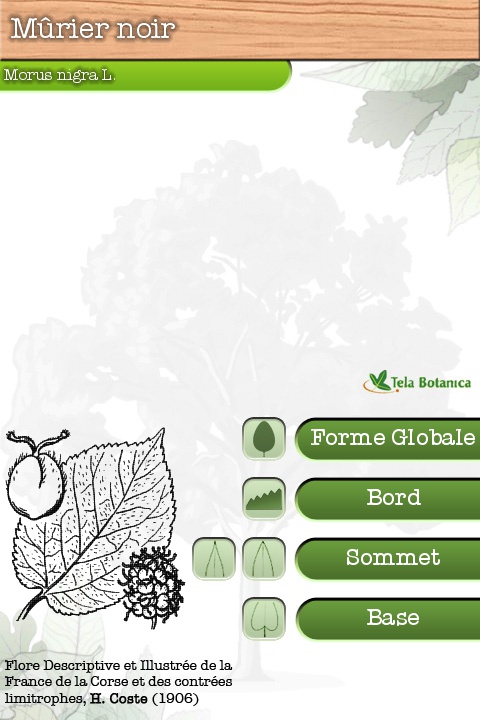 Mûrier noir
Morus nigra L.
Tela Botanica
Forme Globale
Bord
Sommet
Base
Flore Descriptive et Illustrée de la
France de la Corse et des contrées
limitrophes, H. Coste (1906)